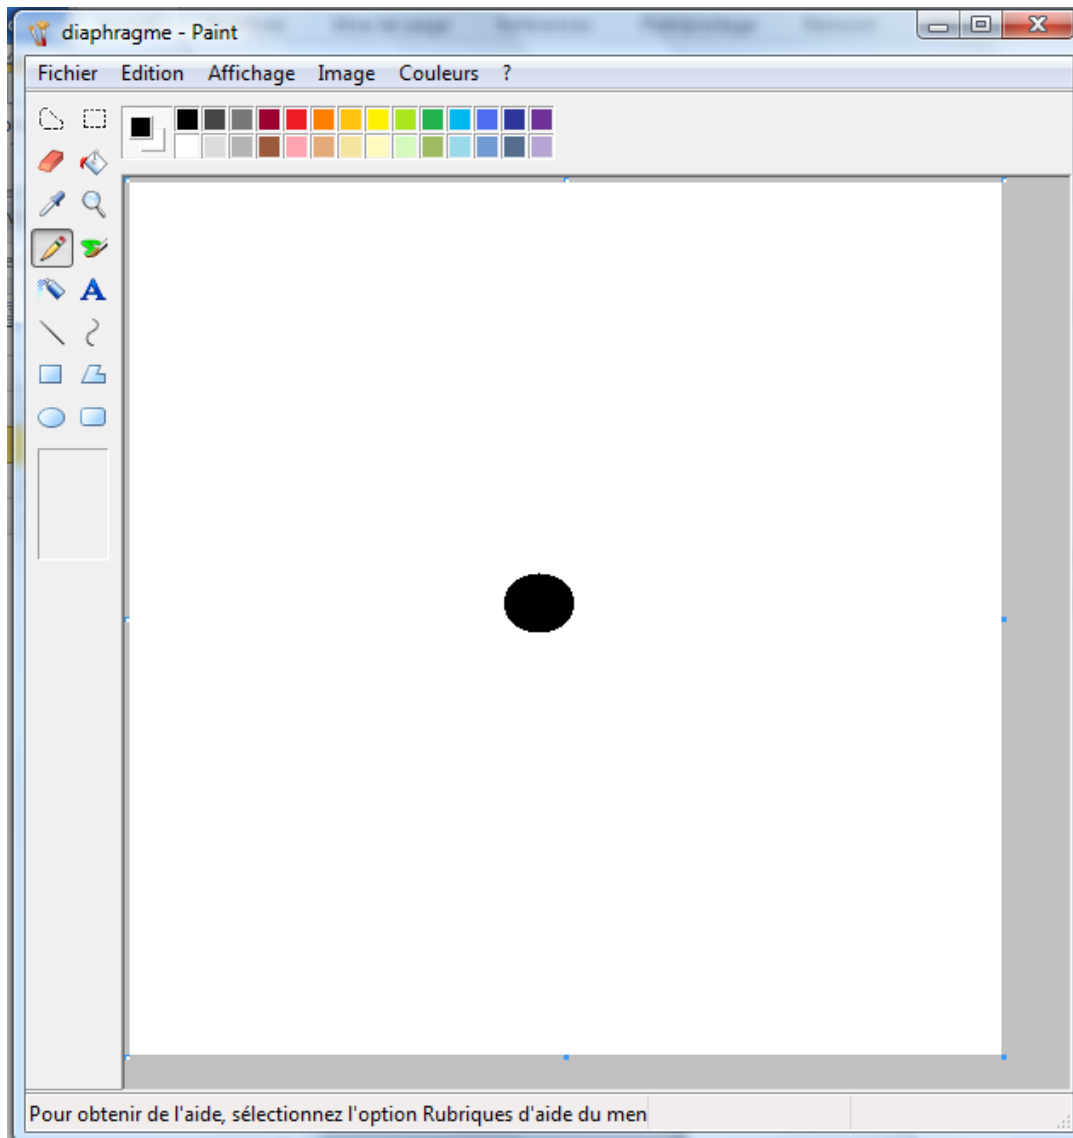 diaphragme - Paint
Fichier Edition Affichage Image Couleurs ?
A
Pour obtenir de l'aide, sélectionnez l'option Rubriques d'aide du men